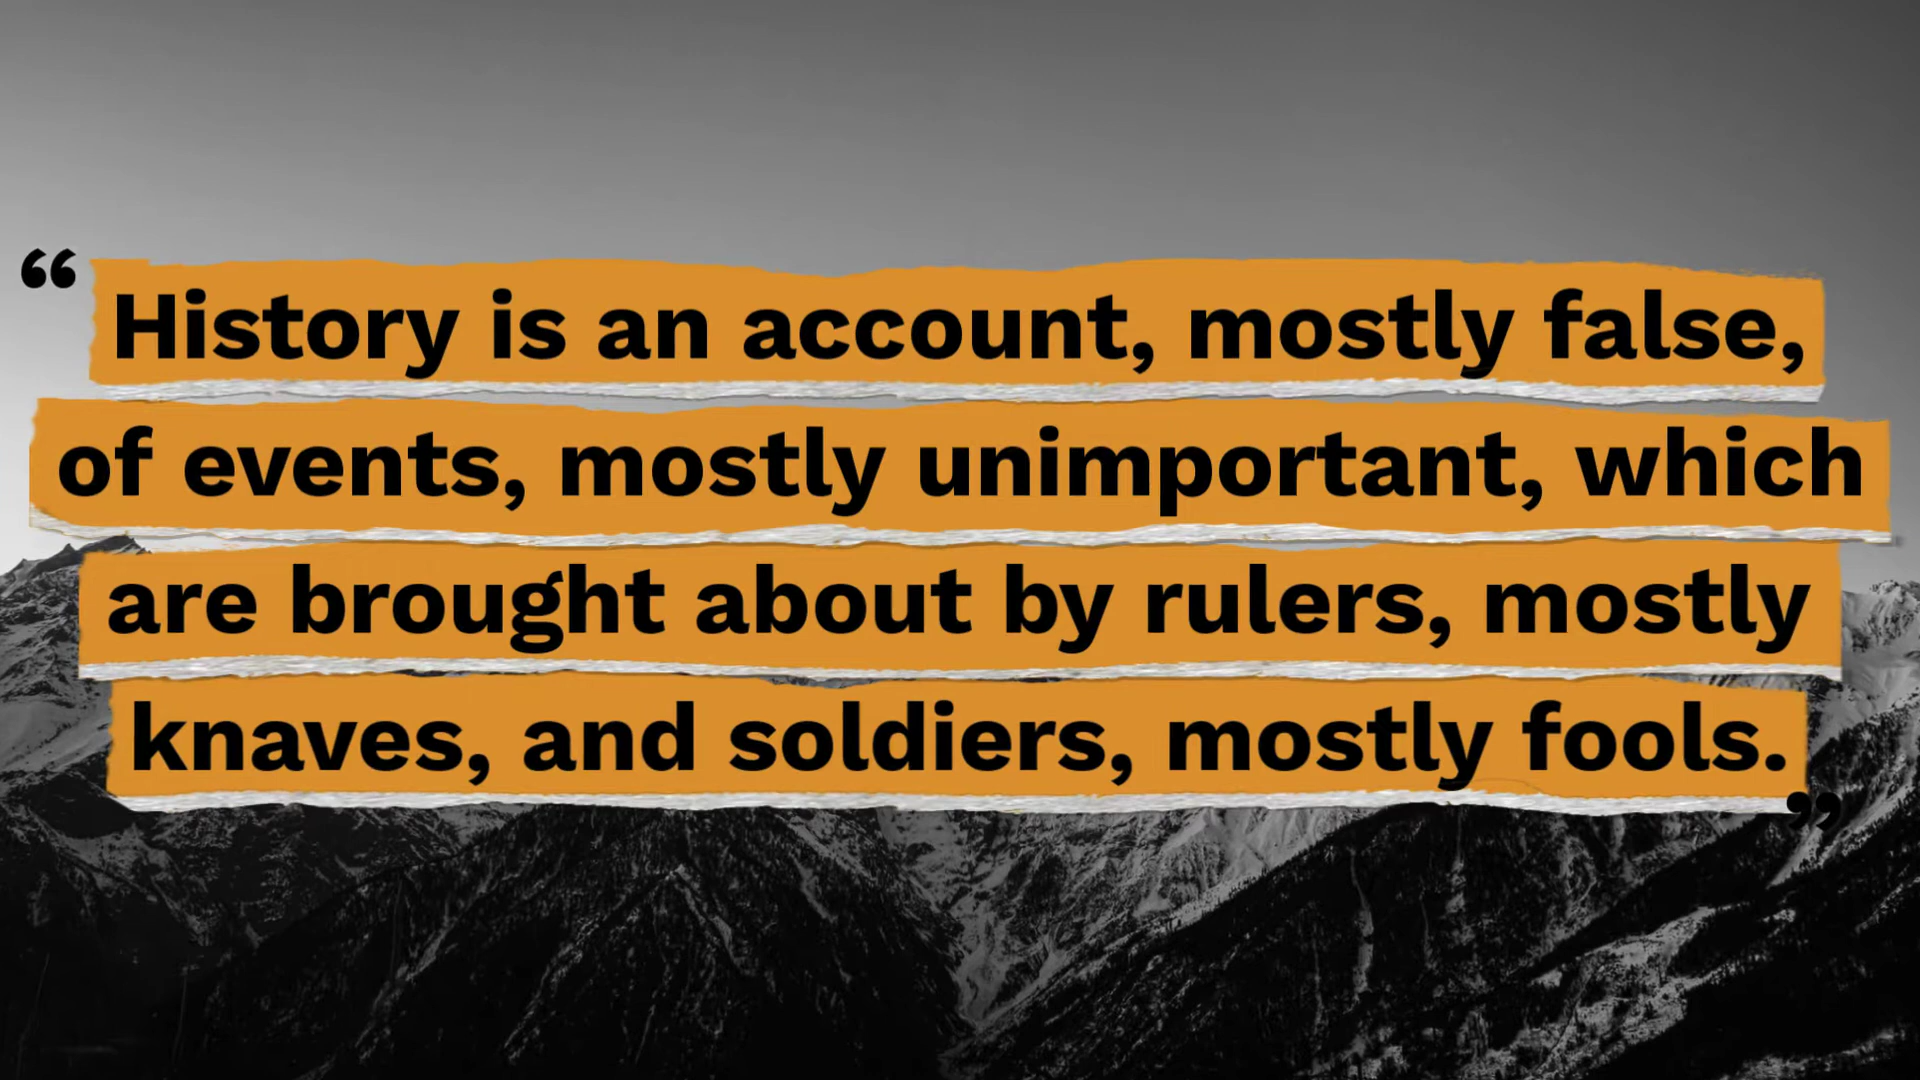 “History is an account, mostly false,
of events, mostly unimportant, which
are brought about by rulers, mostly
knaves, and soldiers, mostly fools.”